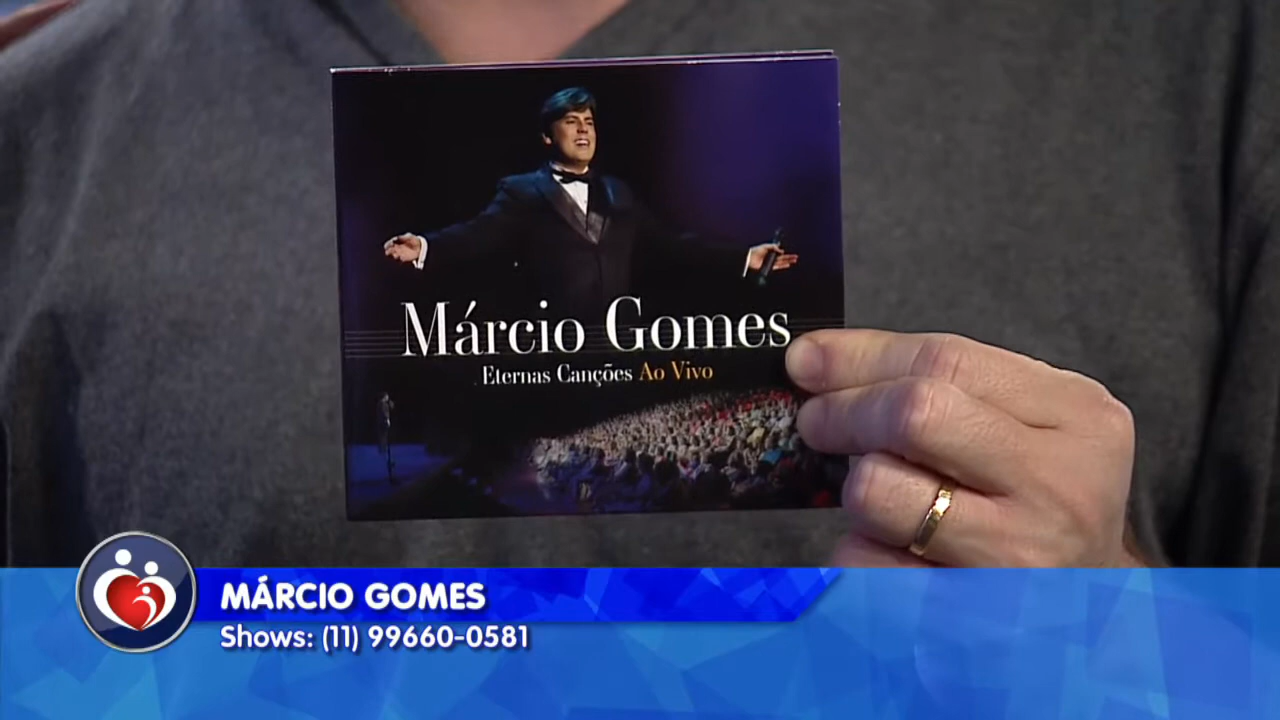 Márcio Gomes
Eternas Canções Ao Vivo
MÁRCIO GOMES
Shows: (11) 99660-0581